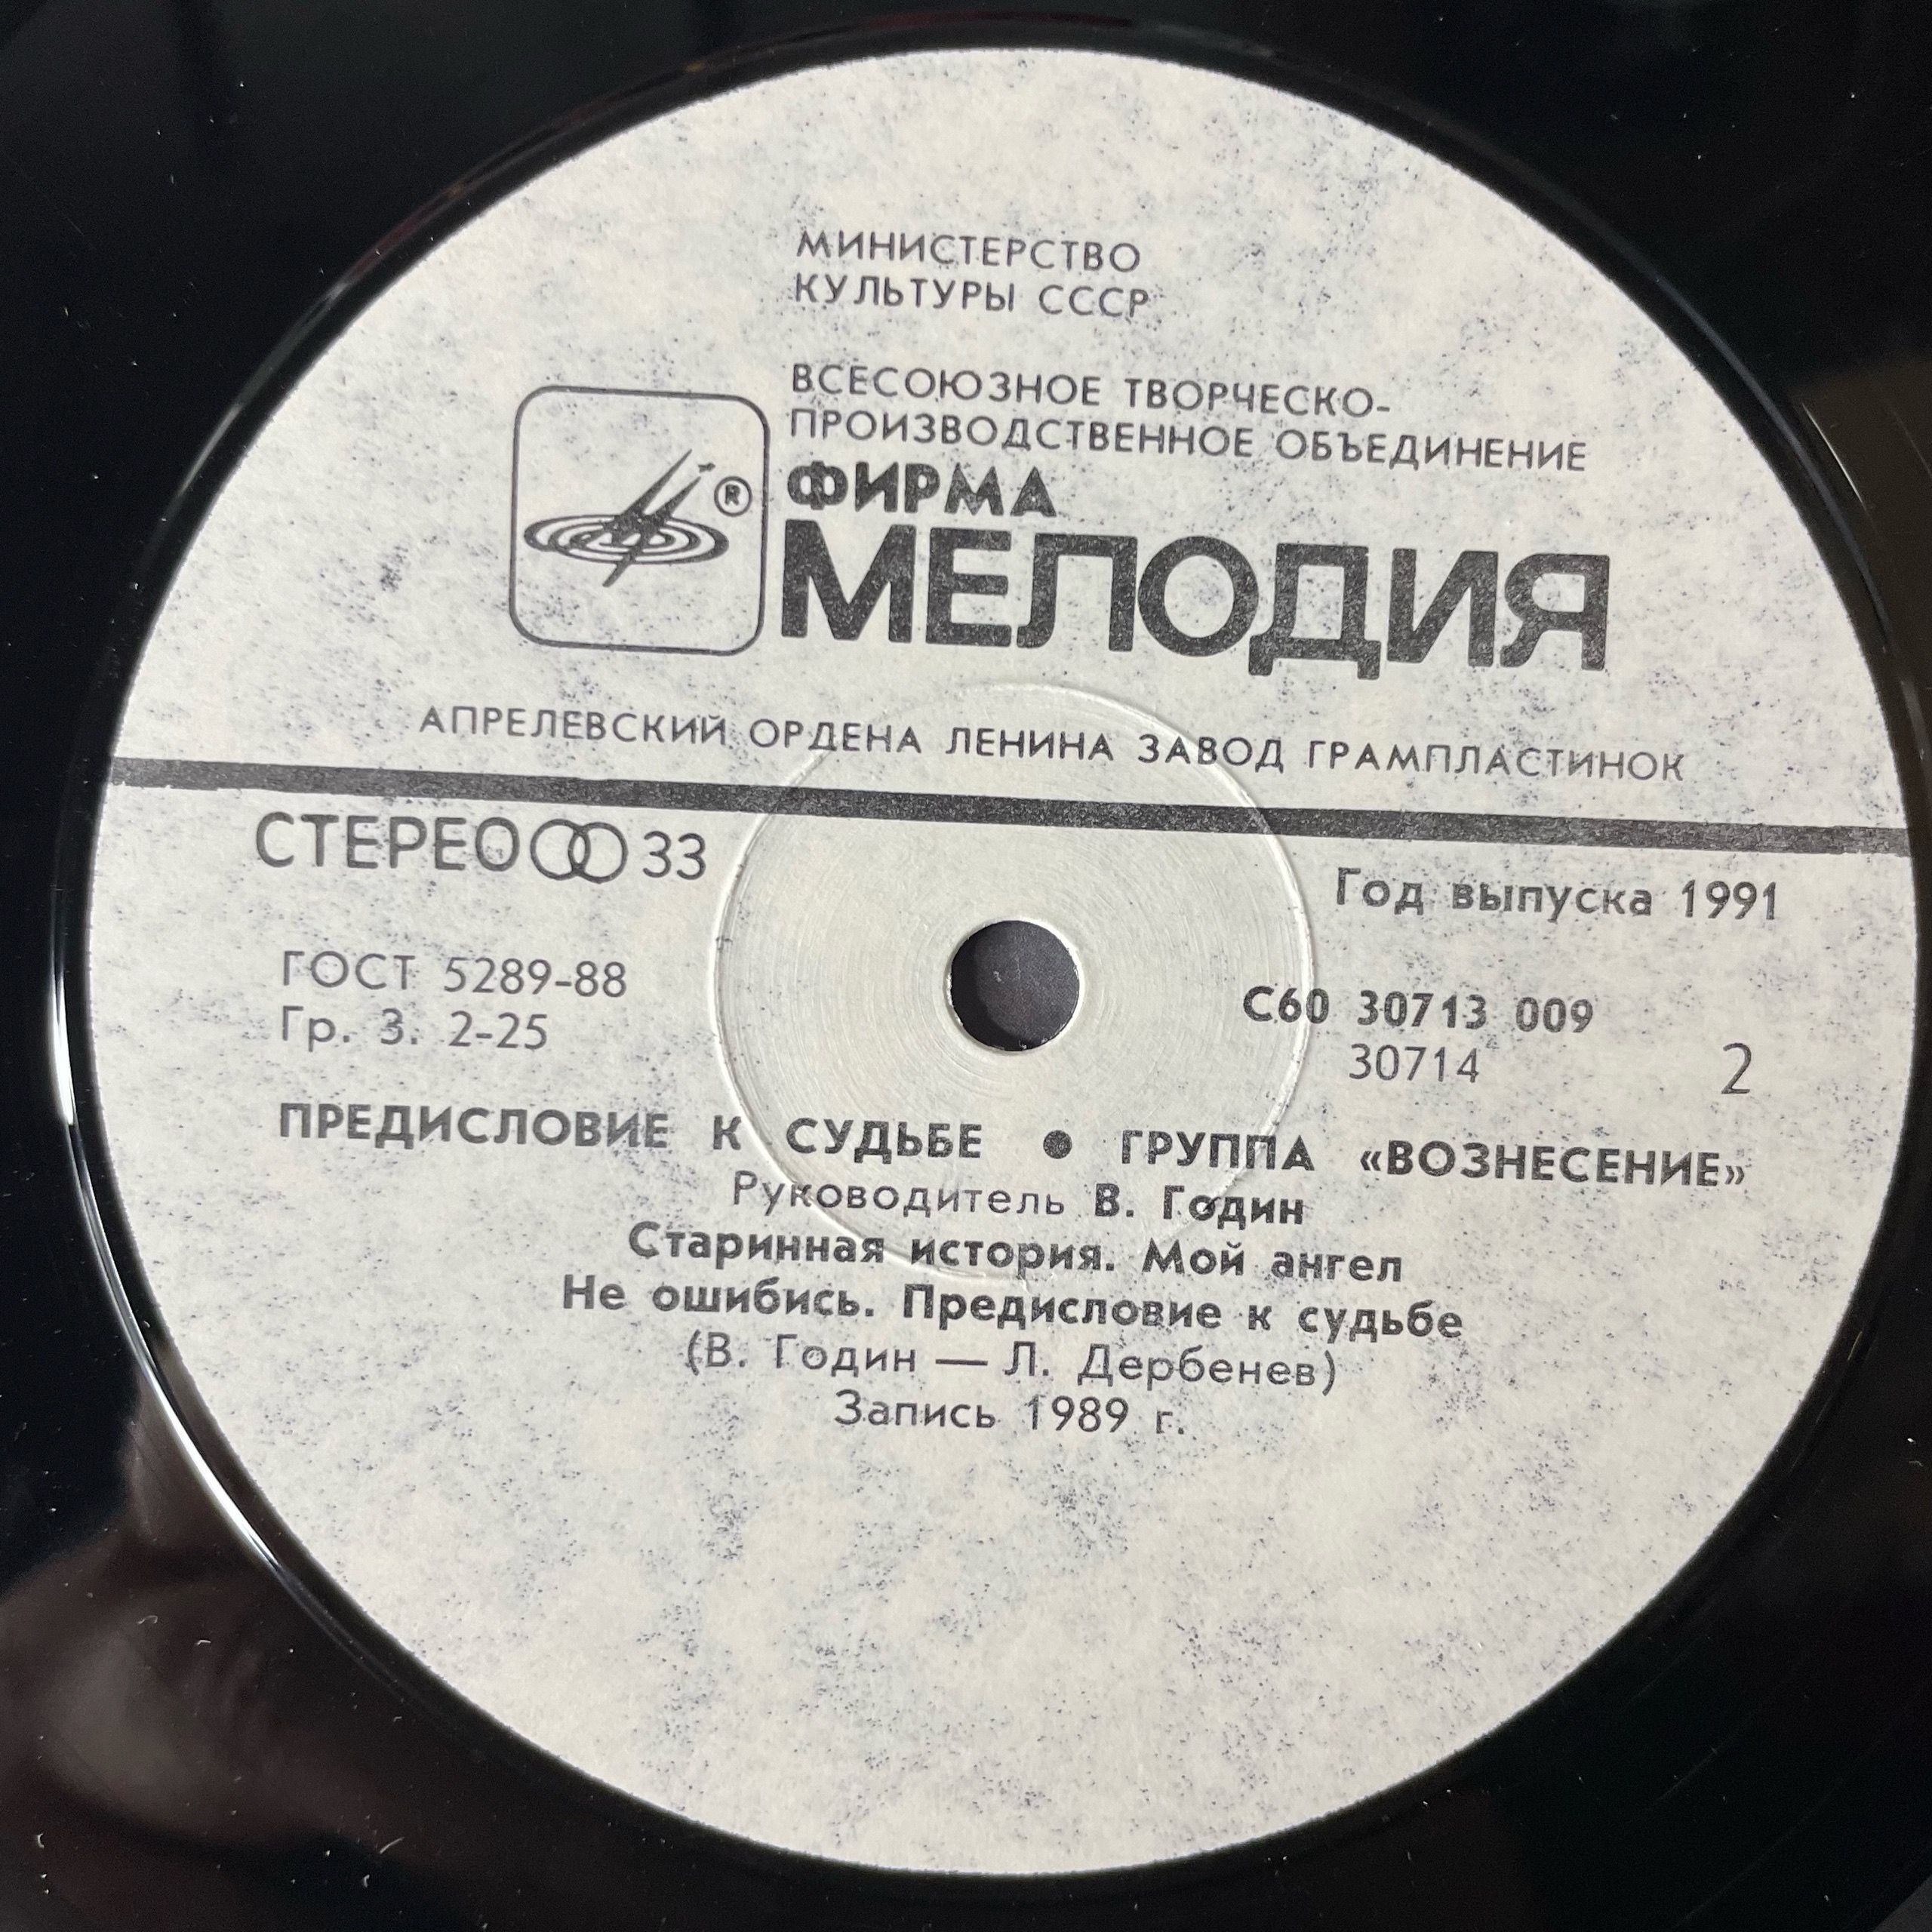 МИНИСТЕРСТВО
КУЛЬТУРЫ СССР
ВСЕСОЮЗНОЕ ТВОРЧЕСКО-
ПРОИЗВОДСТВЕННОЕ ОБЪЕДИНЕНИЕ
ФИРМА
®
МЕЛОДИЯ
АПРЕЛЕВСКИЙ ОРДЕНА ЛЕНИНА ЗАВОД ГРАМПЛАСТИНОК
СТЕРЕО 33
Год выпуска 1991
ГОСТ 5289-88
Гр. 3. 2-25
С60 30713 009
30714 2
ПРЕДИСЛОВИЕ К СУДЬБЕ ● ГРУППА «ВОЗНЕСЕНИЕ»
Руководитель В. Годин
Старинная история. Мой ангел
Не ошибись. Предисловие к судьбе
(В. Годин — Л. Дербенев)
Запись 1989 г.